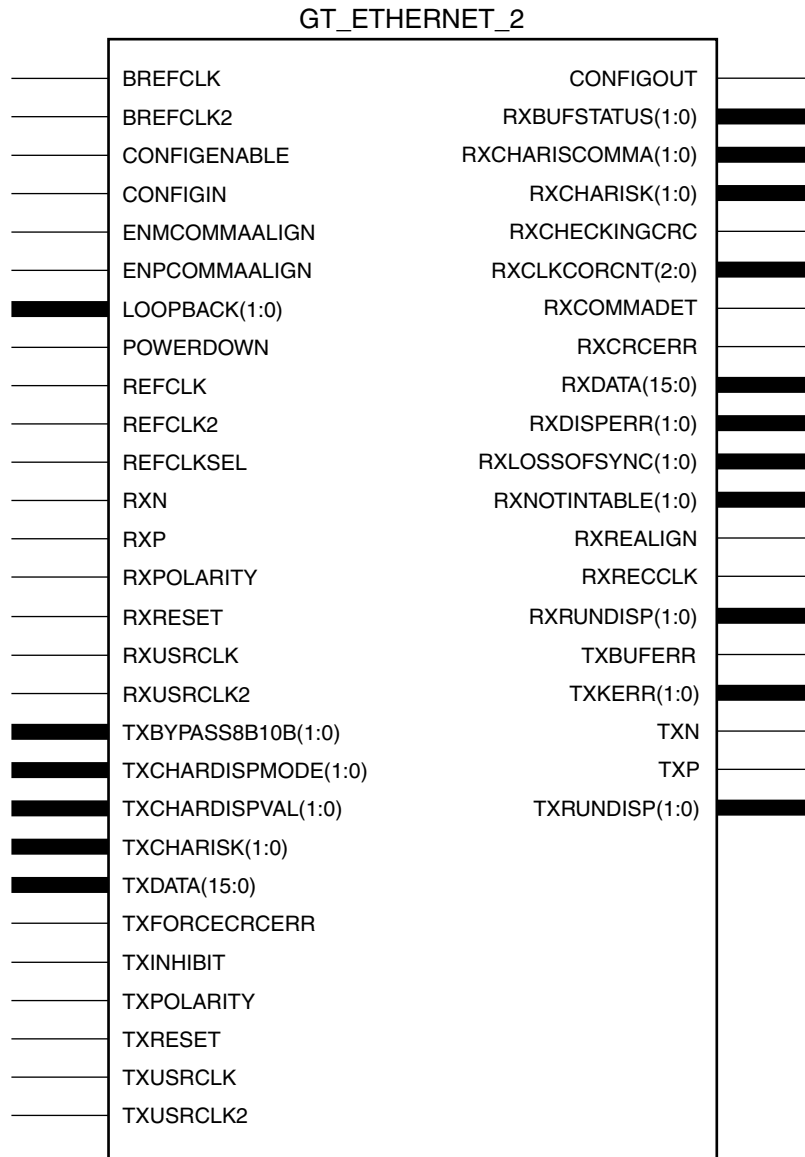 GT_ETHERNET_2
BREFCLK
BREFCLK2
CONFIGENABLE
CONFIGIN
ENMCOMMAALIGN
ENPCOMMAALIGN
LOOPBACK(1:0)
POWERDOWN
REFCLK
REFCLK2
REFCLKSEL
RXN
RXP
RXPOLARITY
RXRESET
RXUSRCLK
RXUSRCLK2
TXBYPASS8B10B(1:0)
TXCHARDISPMODE(1:0)
TXCHARDISPVAL(1:0)
TXCHARISK(1:0)
TXDATA(15:0)
TXFORCECRCERR
TXINHIBIT
TXPOLARITY
TXRESET
TXUSRCLK
TXUSRCLK2
CONFIGOUT
RXBUFSTATUS(1:0)
RXCHARISCOMMA(1:0)
RXCHARISK(1:0)
RXCHECKINGCRC
RXCLKCORCNT(2:0)
RXCOMMADET
RXCRCERR
RXDATA(15:0)
RXDISPERR(1:0)
RXLOSSOFSYNC(1:0)
RXNOTINTABLE(1:0)
RXREALIGN
RXRECCLK
RXRUNDISP(1:0)
TXBUFERR
TXKERR(1:0)
TXN
TXP
TXRUNDISP(1:0)